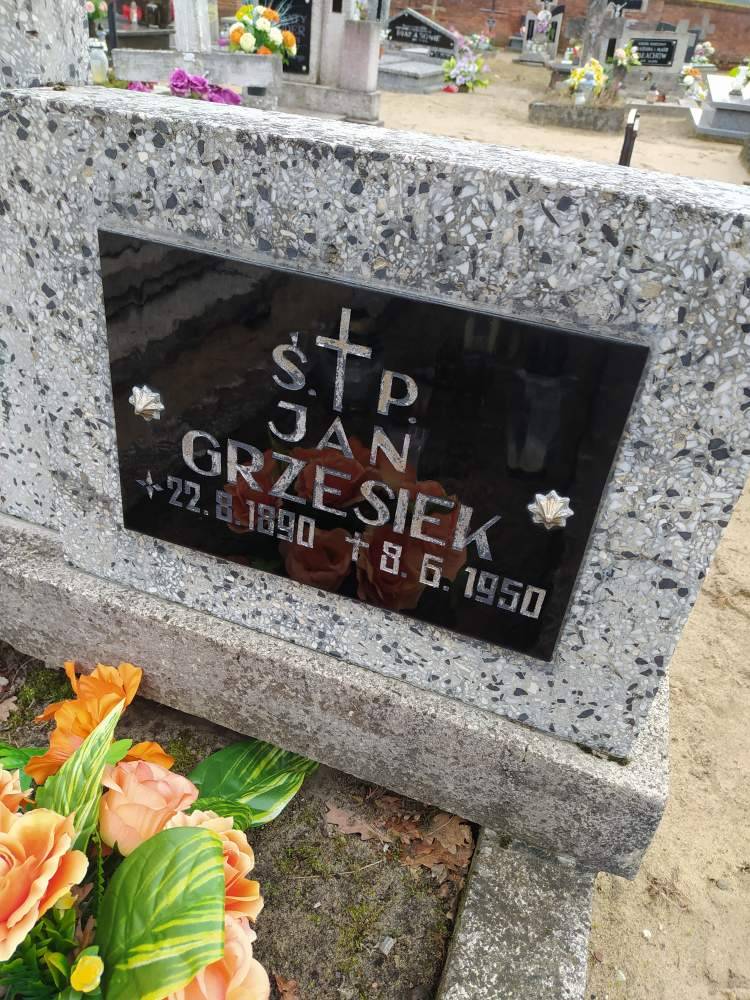 Ś. P.
JAN
GRZESIEK
22. 8. 1890 8. 6. 1950